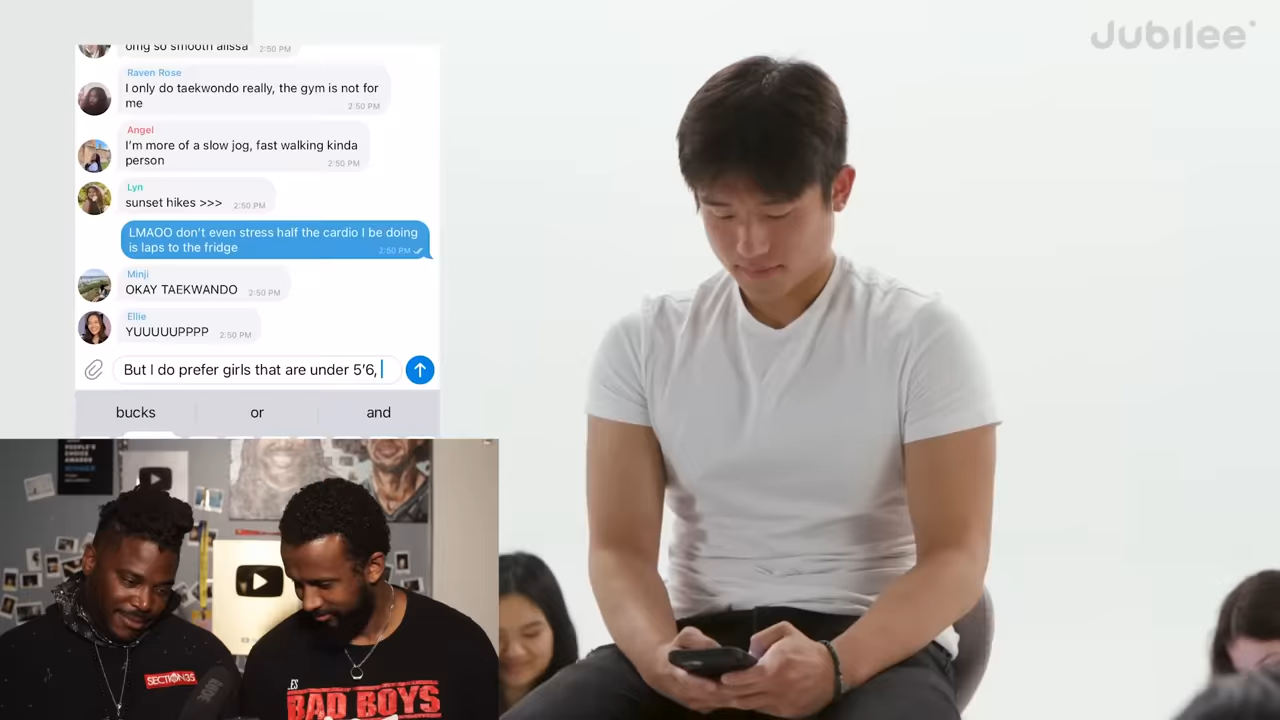 Jubilee
omg so smooth alissa 2:50 PM
Raven Rose
I only do taekwondo really, the gym is not for
me 2:50 PM
Angel
I'm more of a slow jog, fast walking kinda
person 2:50 PM
Lyn
sunset hikes >>> 2:50 PM
LMAOO don't even stress half the cardio I be doing
is laps to the fridge 2:50 PM
Minji
OKAY TAEKWANDO 2:50 PM
Ellie
YUUUUUPPPP 2:50 PM
But I do prefer girls that are under 5'6,
bucks or and
PEOPLE'S
CHOICE
AWARDS
SECTION35
BAD BOYS